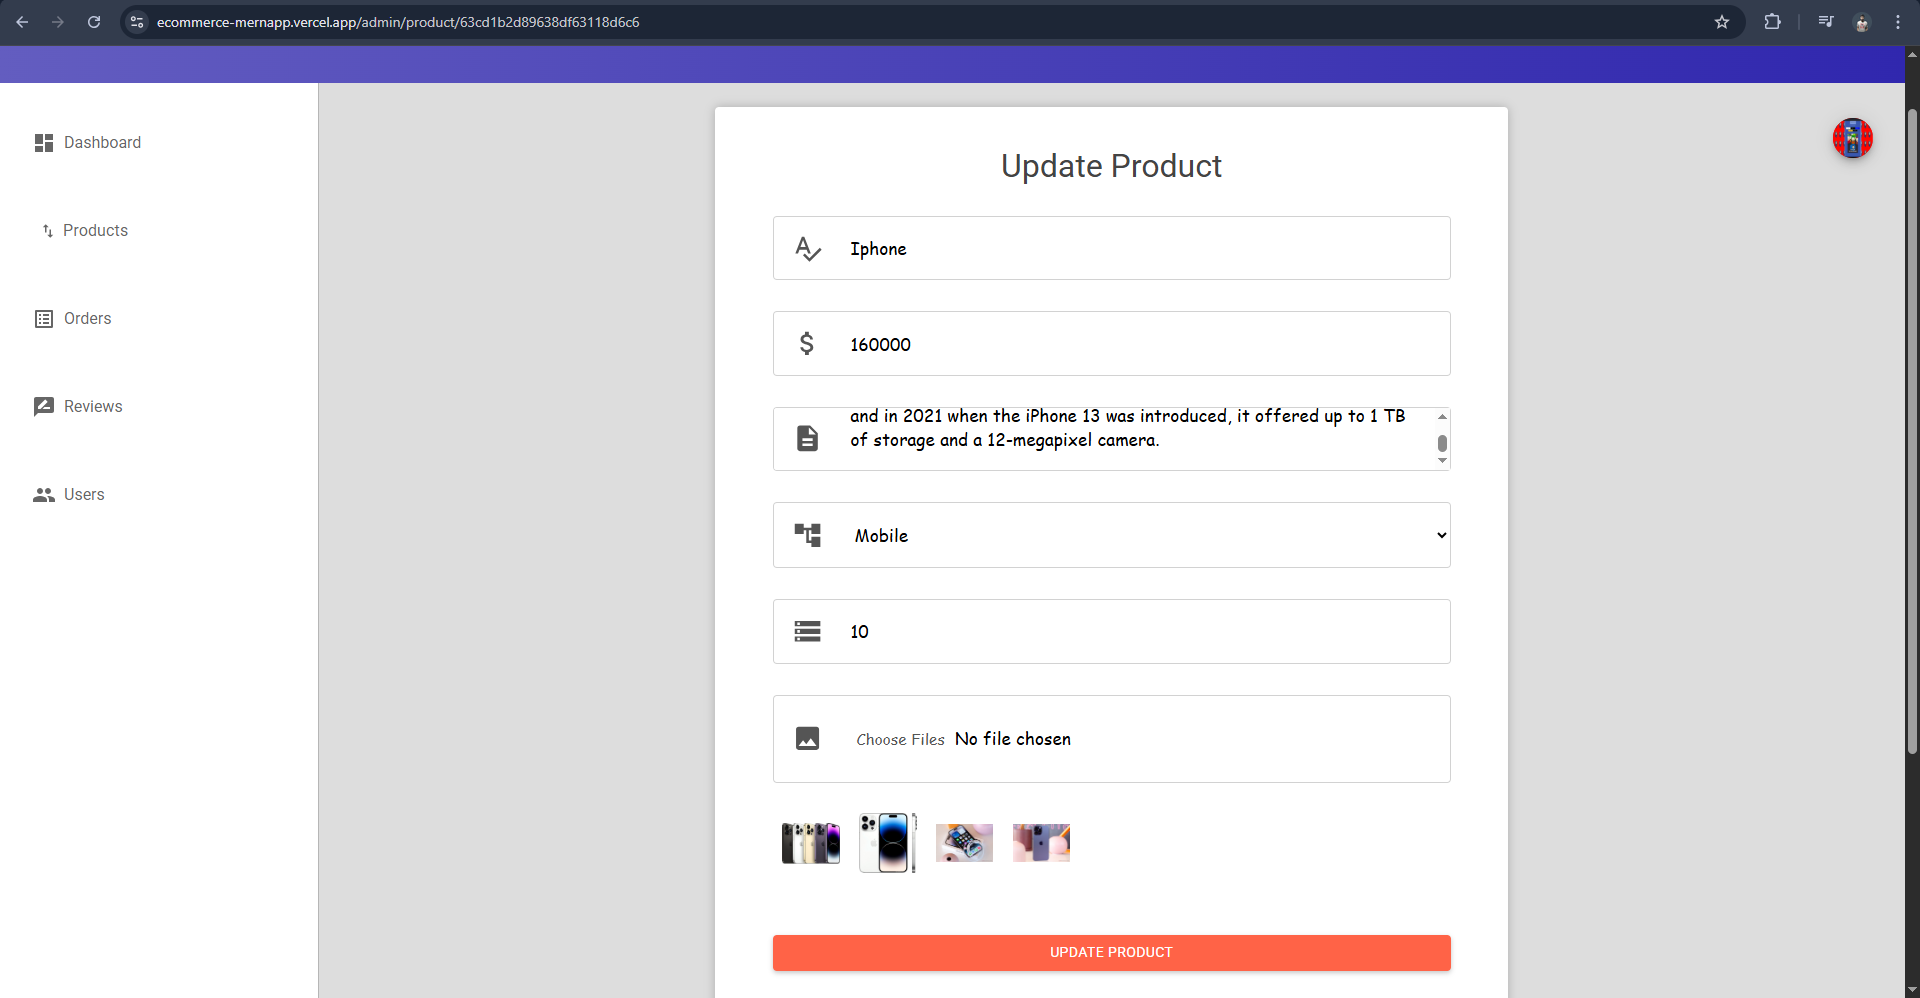 ecommerce-mernapp.vercel.app/admin/product/63cd1b2d89638df63118d6c6
Dashboard
Products
Orders
Reviews
Users
Update Product
Iphone
160000
and in 2021 when the iPhone 13 was introduced, it offered up to 1 TB
of storage and a 12-megapixel camera.
Mobile
10
Choose Files No file chosen
UPDATE PRODUCT